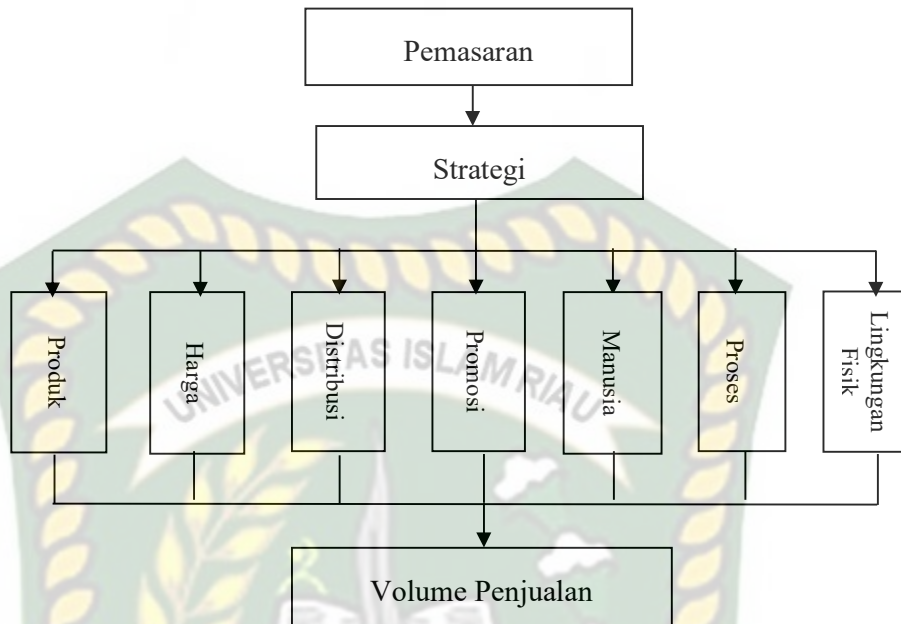 Pemasaran
Strategi
Produk
Harga
Distribusi
Promosi
Manusia
Proses
Lingkungan
Fisik
UNIVERSITAS ISLAM RIAU
Volume Penjualan